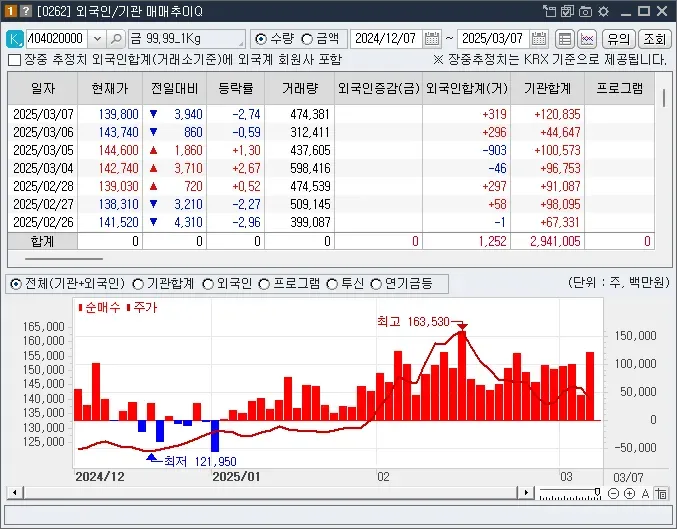 1 ? [0262] 외국인/기관 매매추이Q
K 404020000 금 99,99_1Kg 수량 금액 2024/12/07 ~ 2025/03/07 유의 조회
장중 추정치 외국인합계(거래소기준)에 외국계 회원사 포함 ※ 장중추정치는 KRX 기준으로 제공됩니다.
일자 현재가 전일대비 등락률 거래량 외국인증감(금) 외국인합계(거) 기관합계 프로그램
2025/03/07 139,800 ▼ 3,940 -2,74 474,381 +319 +120,835
2025/03/06 143,740 ▼ 860 -0,59 312,411 +296 +44,647
2025/03/05 144,600 ▲ 1,860 +1,30 437,605 -903 +100,573
2025/03/04 142,740 ▲ 3,710 +2,67 598,416 -46 +96,753
2025/02/28 139,030 ▲ 720 +0,52 474,539 +297 +91,087
2025/02/27 138,310 ▼ 3,210 -2,27 509,145 +58 +98,095
2025/02/26 141,520 ▼ 4,310 -2,96 399,087 -1 +67,331
합계 0 0 0 0 0 1,252 2,941,005 0
전체(기관+외국인) 기관합계 외국인 프로그램 투신 연기금등 (단위 : 주, 백만원)
순매수 주가
최고 163,530
165,000
160,000
155,000
150,000
145,000
140,000
135,000
130,000
125,000
150,000
100,000
50,000
0
-50,000
최저 121,950
2024/12 2025/01 02 03 03/07
A